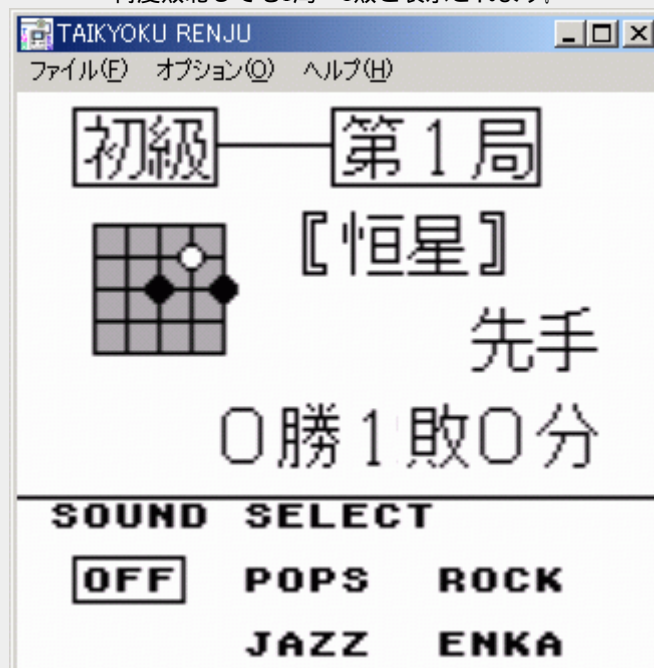 TAIKYOKU RENJU
ファイル(F) オプション(O) ヘルプ(H)
初級 第1局
〖恒星〗
先手
0勝1敗0分
SOUND SELECT
OFF POPS ROCK
JAZZ ENKA